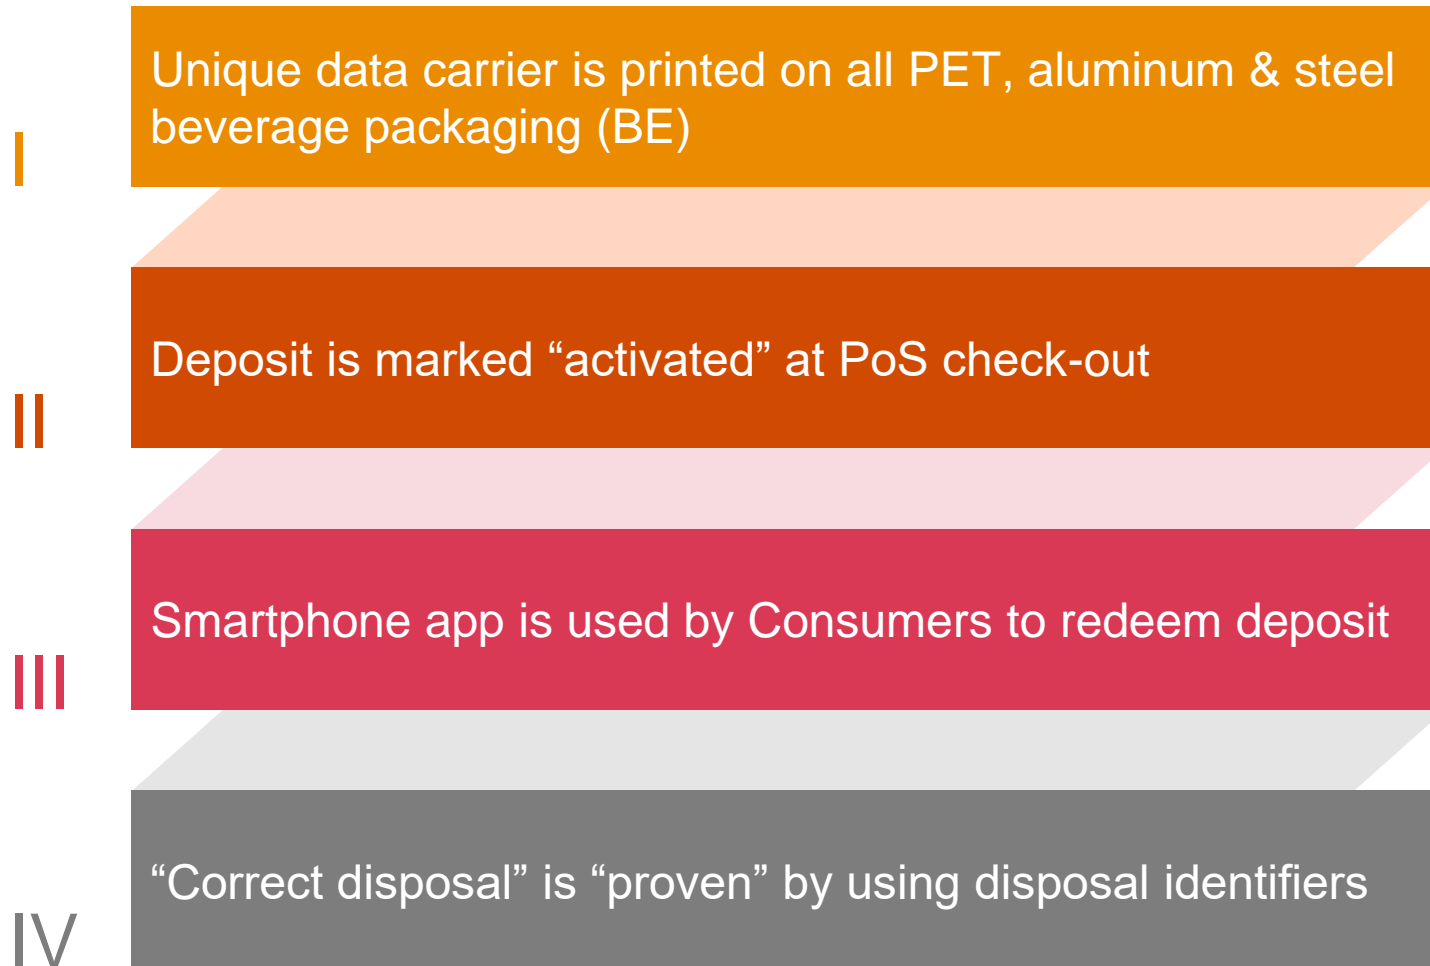 I
Unique data carrier is printed on all PET, aluminum & steel
beverage packaging (BE)
II
Deposit is marked “activated” at PoS check-out
III
Smartphone app is used by Consumers to redeem deposit
IV
“Correct disposal” is “proven” by using disposal identifiers